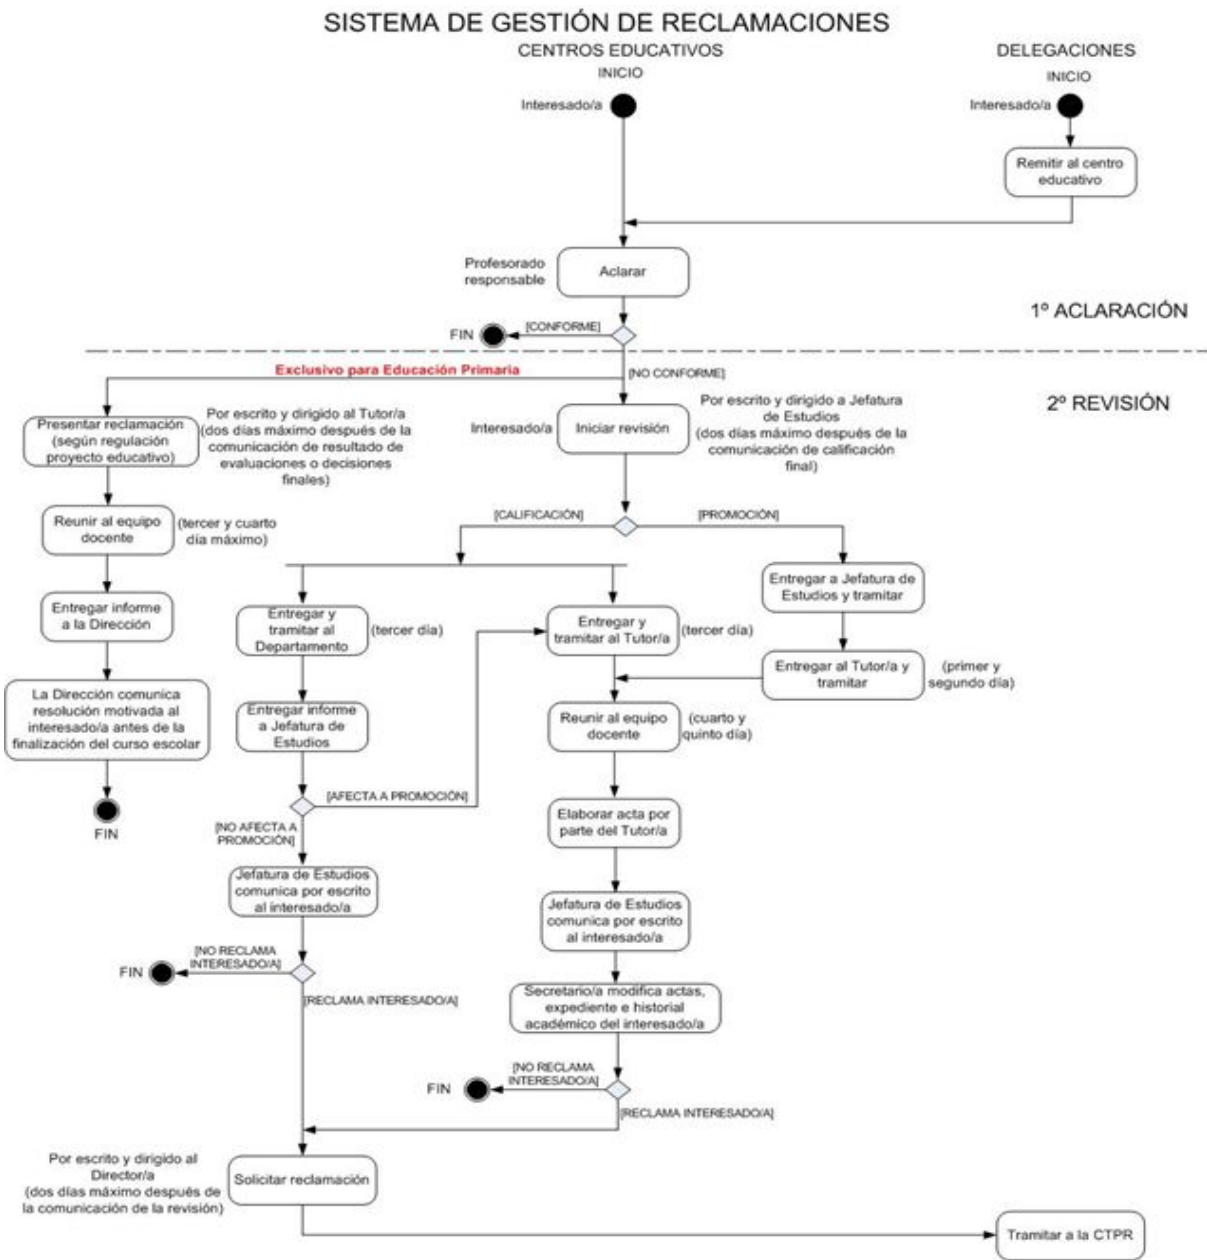 SISTEMA DE GESTIÓN DE RECLAMACIONES
CENTROS EDUCATIVOS
DELEGACIONES
INICIO
INICIO
Interesado/a
Interesado/a
Remitir al centro
educativo
Profesorado
responsable
Aclarar
1º ACLARACIÓN
FIN
[CONFORME]
Exclusivo para Educación Primaria
[NO CONFORME]
2º REVISIÓN
Presentar reclamación
(según regulación
proyecto educativo)
Por escrito y dirigido al Tutor/a
(dos días máximo después de la
comunicación de resultado de
evaluaciones o decisiones
finales)
Interesado/a
Iniciar revisión
Por escrito y dirigido a Jefatura
de Estudios
(dos días máximo después de la
comunicación de calificación
final)
Reunir al equipo
docente
(tercer y cuarto
día máximo)
[CALIFICACIÓN]
[PROMOCIÓN]
Entregar informe
a la Dirección
Entregar y
tramitar al
Departamento
(tercer día)
Entregar y
tramitar al Tutor/a
(tercer día)
Entregar a Jefatura de
Estudios y tramitar
Entregar al Tutor/a y
tramitar
(primer y
segundo día)
La Dirección comunica
resolución motivada al
interesado/a antes de la
finalización del curso escolar
Entregar informe
a Jefatura de
Estudios
Reunir al equipo
docente
(cuarto y
quinto día)
FIN
[AFECTA A PROMOCIÓN]
[NO AFECTA A
PROMOCIÓN]
Elaborar acta por
parte del Tutor/a
Jefatura de Estudios
comunica por escrito
al interesado/a
Jefatura de Estudios
comunica por escrito
al interesado/a
FIN
[NO RECLAMA
INTERESADO/A]
[RECLAMA INTERESADO/A]
Secretario/a modifica actas,
expediente e historial
académico del interesado/a
FIN
[NO RECLAMA
INTERESADO/A]
[RECLAMA INTERESADO/A]
Por escrito y dirigido al
Director/a
(dos días máximo después de
la comunicación de la revisión)
Solicitar reclamación
Tramitar a la CTPR